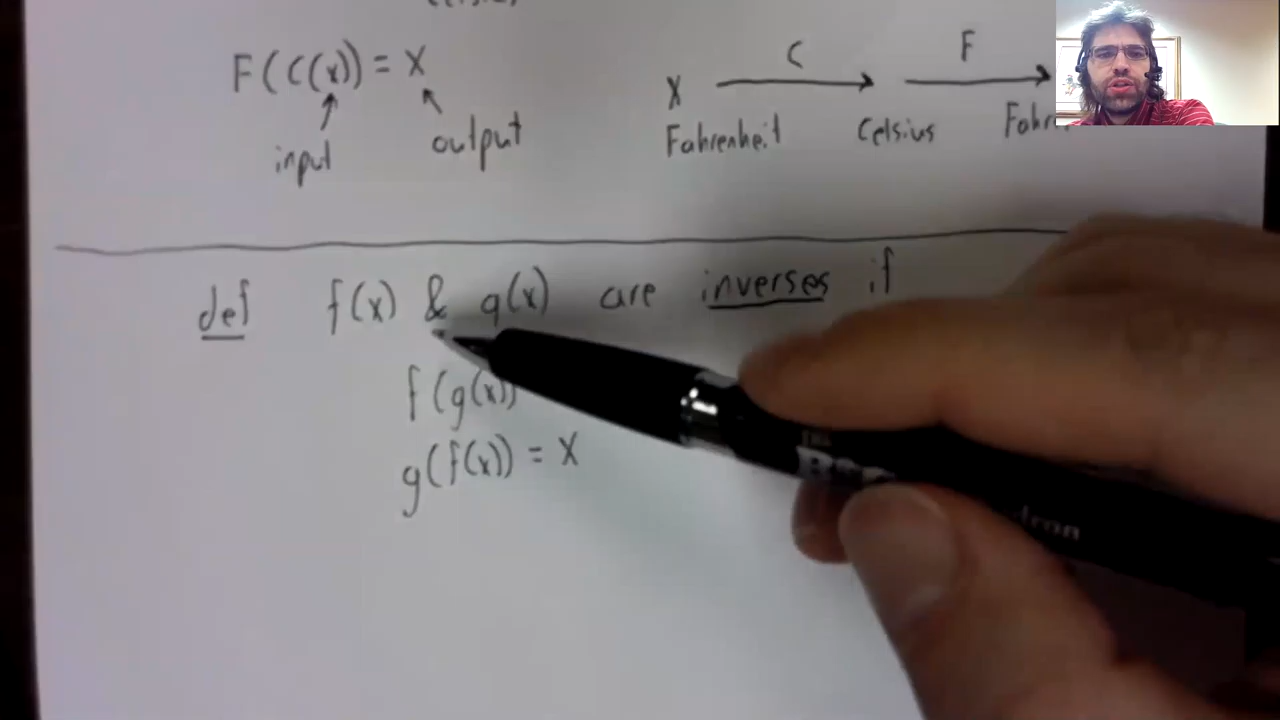 F(C(x)) = X
input
output
X
C
F
Fahrenheit
Celsius
def f(x) & g(x) are inverses if
f(g(x))
g(f(x)) = X